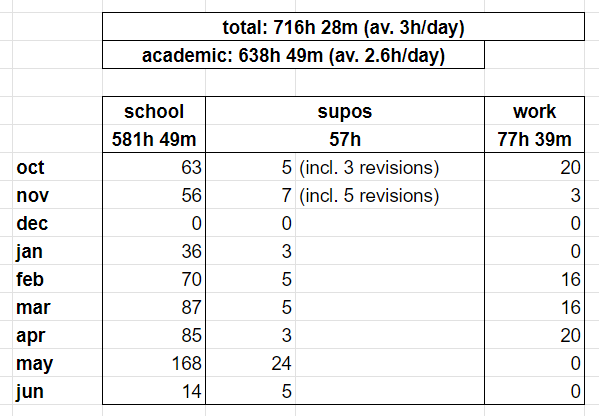 total: 716h 28m (av. 3h/day)
academic: 638h 49m (av. 2.6h/day)
school supos work
581h 49m 57h 77h 39m
oct 63 5 (incl. 3 revisions) 20
nov 56 7 (incl. 5 revisions) 3
dec 0 0 0
jan 36 3 0
feb 70 5 16
mar 87 5 16
apr 85 3 20
may 168 24 0
jun 14 5 0